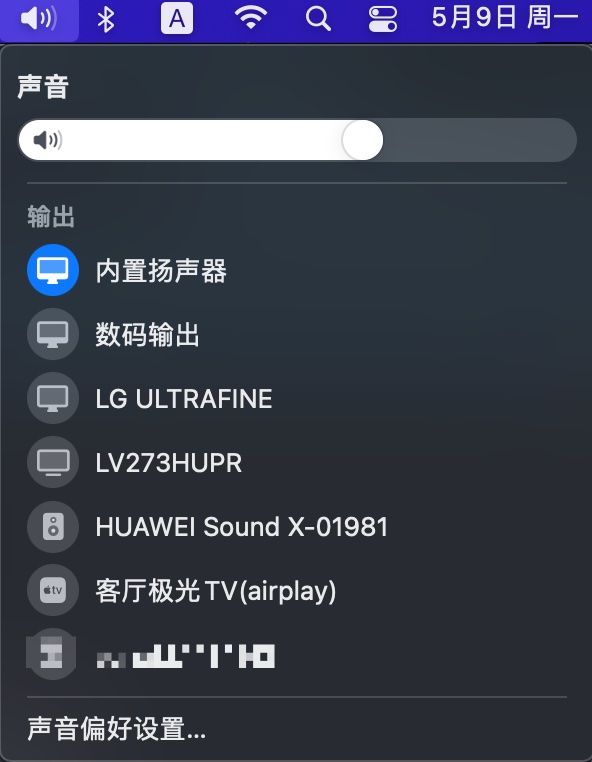 A
5月9日 周一
声音
输出
内置扬声器
数码输出
LG ULTRAFINE
LV273HUPR
HUAWEI Sound X-01981
tv
客厅极光TV(airplay)
声音偏好设置...